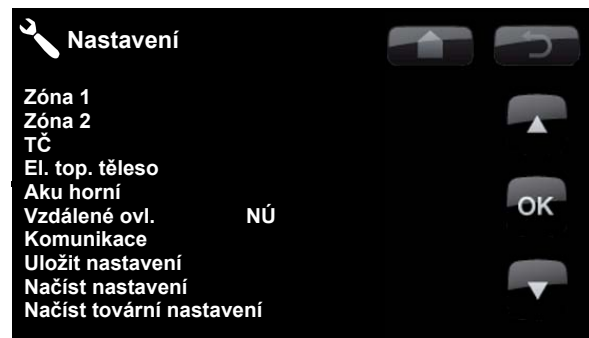 Nastavení
Zóna 1
Zóna 2
TČ
El. top. těleso
Aku horní
Vzdálené ovl. NÚ
Komunikace
Uložit nastavení
Načíst nastavení
Načíst tovární nastavení
OK